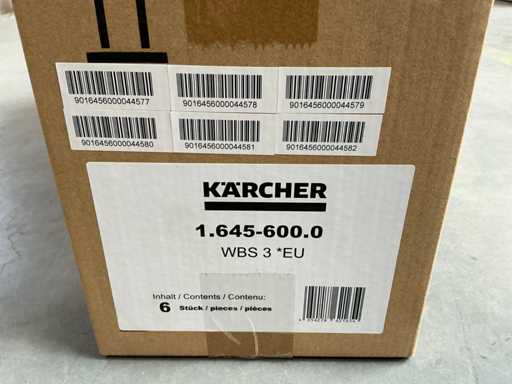 9016456000044577
9016456000044578
9016456000044579
9016456000044580
9016456000044581
9016456000044582
KÄRCHER
1.645-600.0
WBS 3 *EU
Inhalt / Contents / Contenu:
6 Stück / pieces / pièces